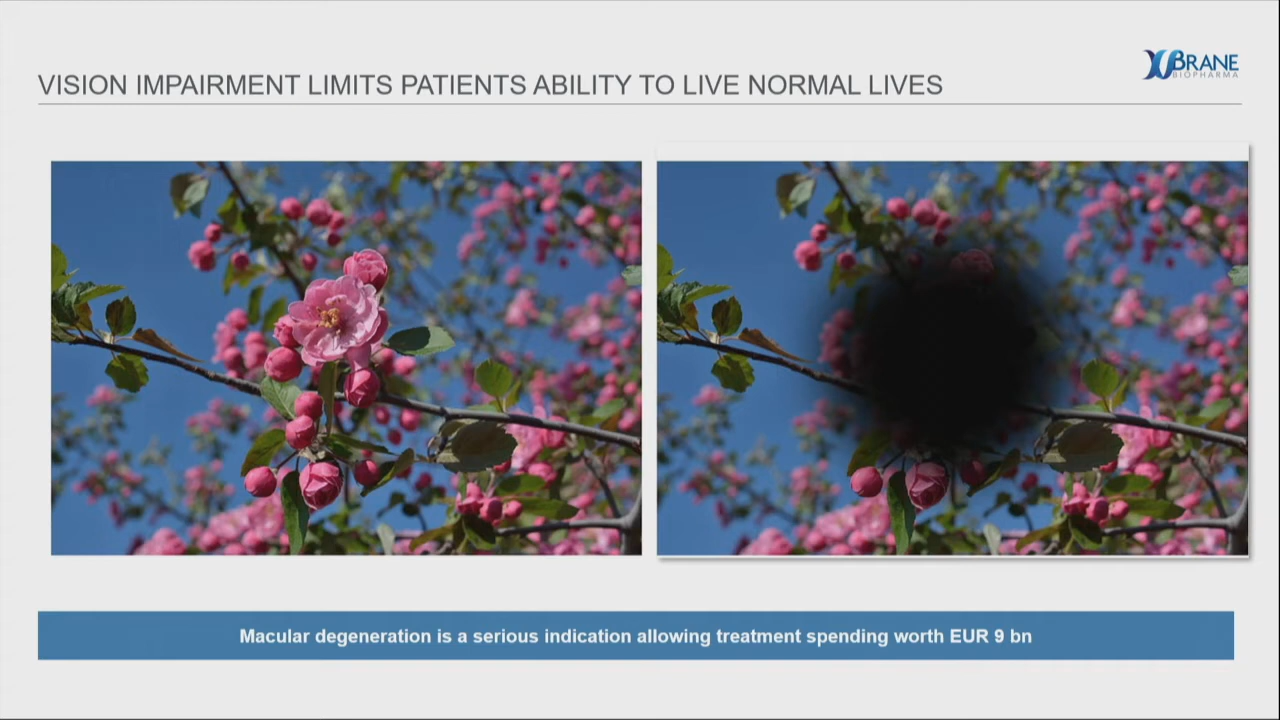 XBRANE
BIOPHARMA
VISION IMPAIRMENT LIMITS PATIENTS ABILITY TO LIVE NORMAL LIVES
Macular degeneration is a serious indication allowing treatment spending worth EUR 9 bn